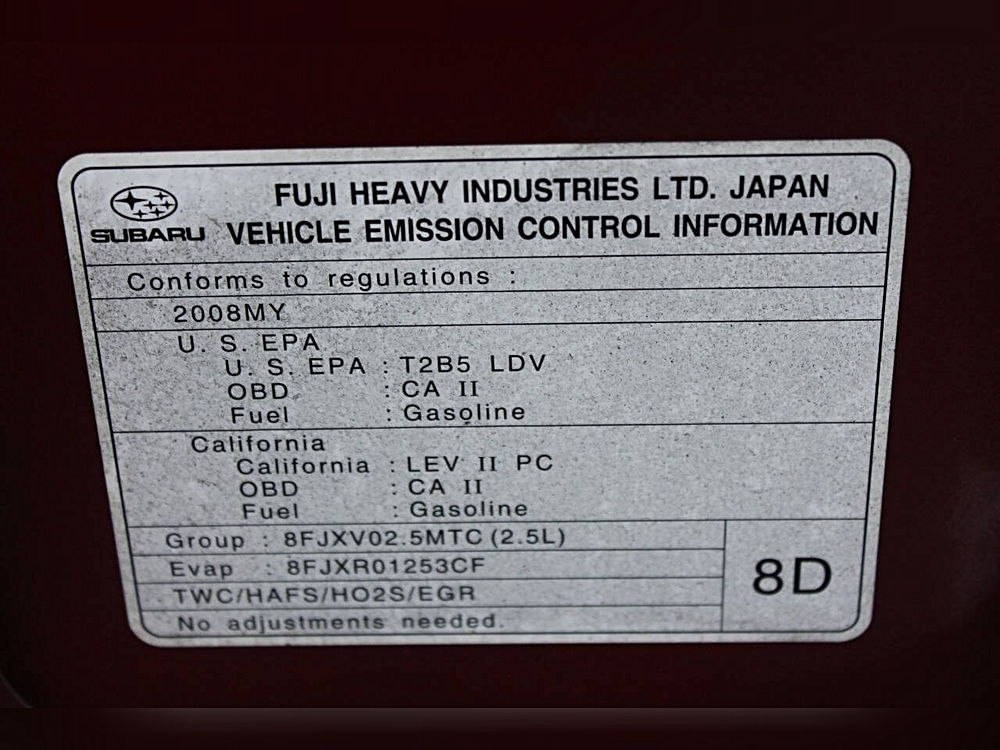 FUJI HEAVY INDUSTRIES LTD. JAPAN
SUBARU VEHICLE EMISSION CONTROL INFORMATION
Conforms to regulations :
2008MY
U. S. EPA
U. S. EPA : T2B5 LDV
OBD : CA II
Fuel : Gasoline
California
California : LEV II PC
OBD : CA II
Fuel : Gasoline
Group : 8FJXV02.5MTC (2.5L)
Evap : 8FJXR01253CF
TWC/HAFS/HO2S/EGR
No adjustments needed.
8D